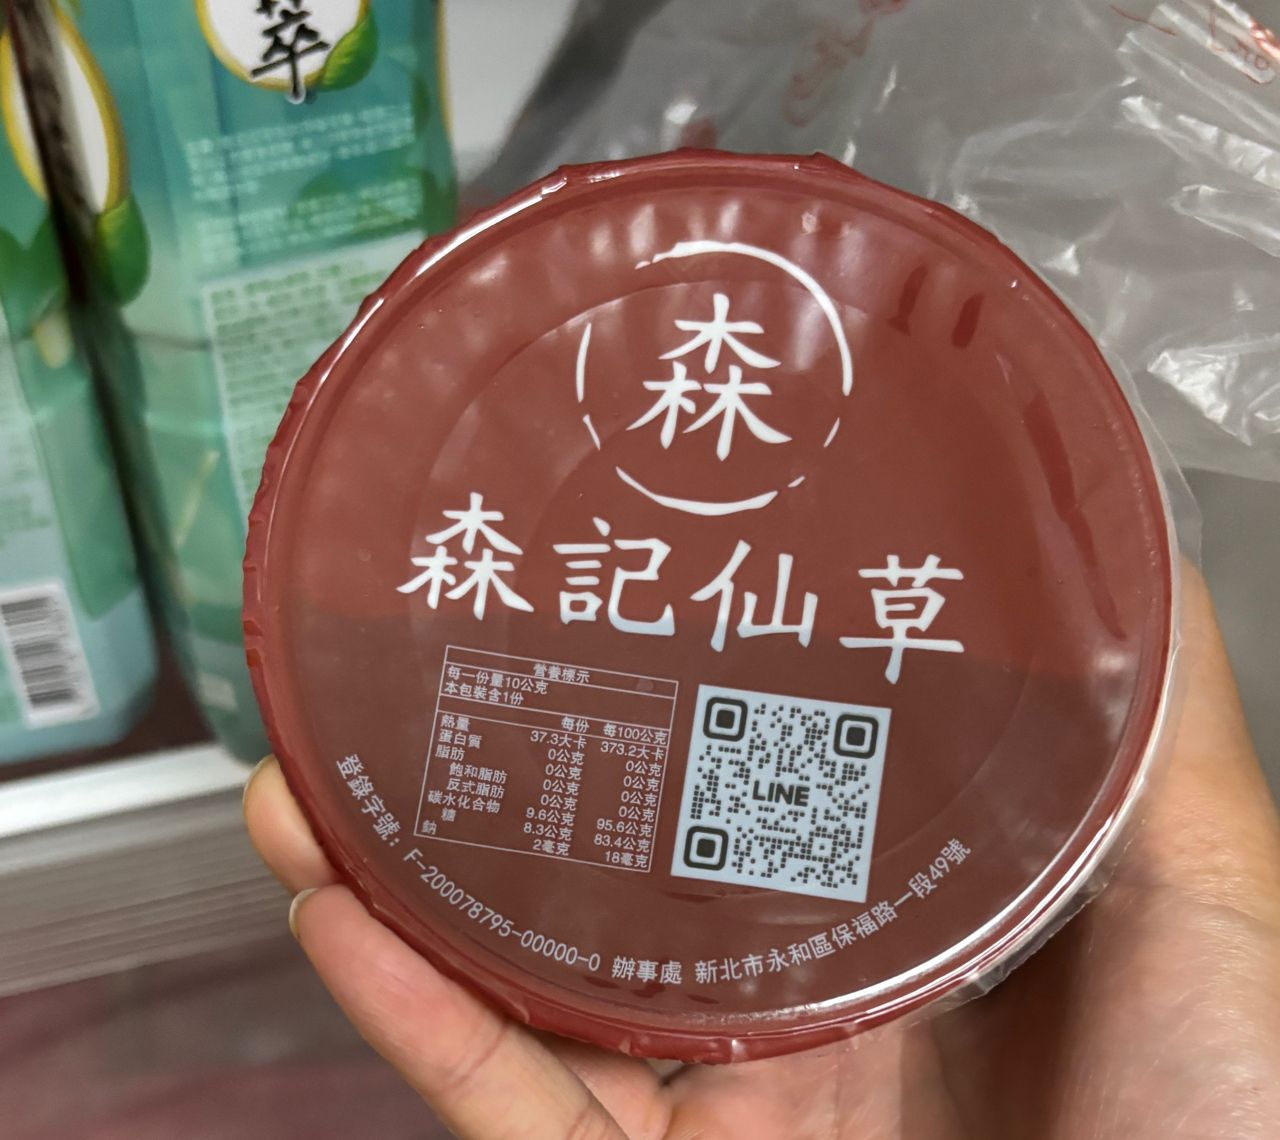 萃
森
森記仙草
營養標示
每一份量10公克
本包裝含1份
每份 每100公克
熱量 37.3大卡 373.2大卡
蛋白質 0公克 0公克
脂肪 0公克 0公克
飽和脂肪 0公克 0公克
反式脂肪 0公克 0公克
碳水化合物 9.6公克 95.6公克
糖 8.3公克 83.4公克
鈉 2毫克 18毫克
LINE
登錄字號：F-200078795-00000-0 辦事處 新北市永和區保福路一段49號